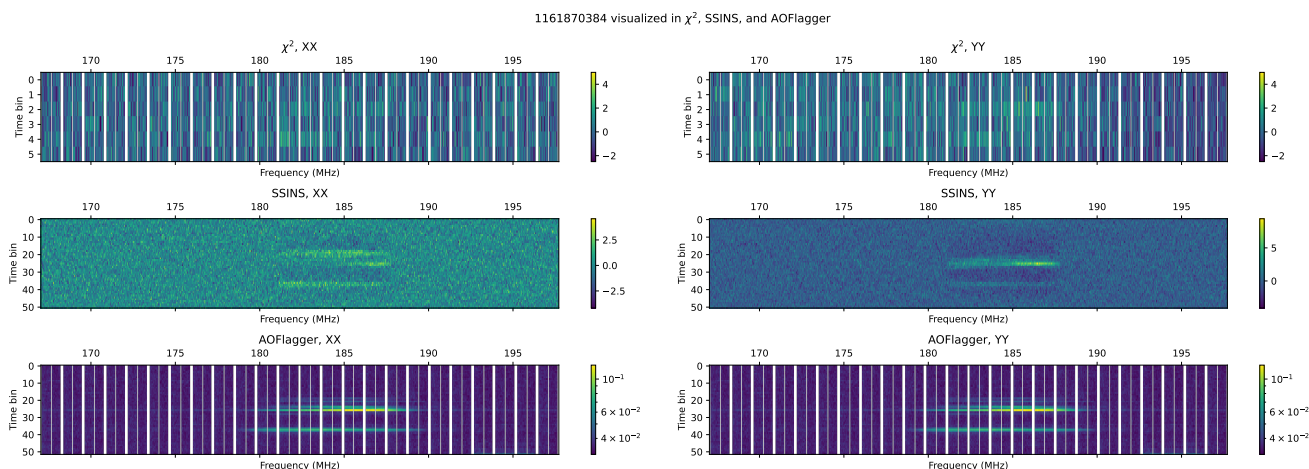 1161870384 visualized in χ², SSINS, and AOFlagger
χ², XX
170 175 180 185 190 195
Time bin
0
1
2
3
4
5
Frequency (MHz)
4
2
0
−2
χ², YY
170 175 180 185 190 195
Time bin
0
1
2
3
4
5
Frequency (MHz)
4
2
0
−2
SSINS, XX
170 175 180 185 190 195
Time bin
0
10
20
30
40
50
Frequency (MHz)
2.5
0.0
−2.5
SSINS, YY
170 175 180 185 190 195
Time bin
0
10
20
30
40
50
Frequency (MHz)
5
0
AOFlagger, XX
170 175 180 185 190 195
Time bin
0
10
20
30
40
50
Frequency (MHz)
10⁻¹
6 × 10⁻²
4 × 10⁻²
AOFlagger, YY
170 175 180 185 190 195
Time bin
0
10
20
30
40
50
Frequency (MHz)
10⁻¹
6 × 10⁻²
4 × 10⁻²